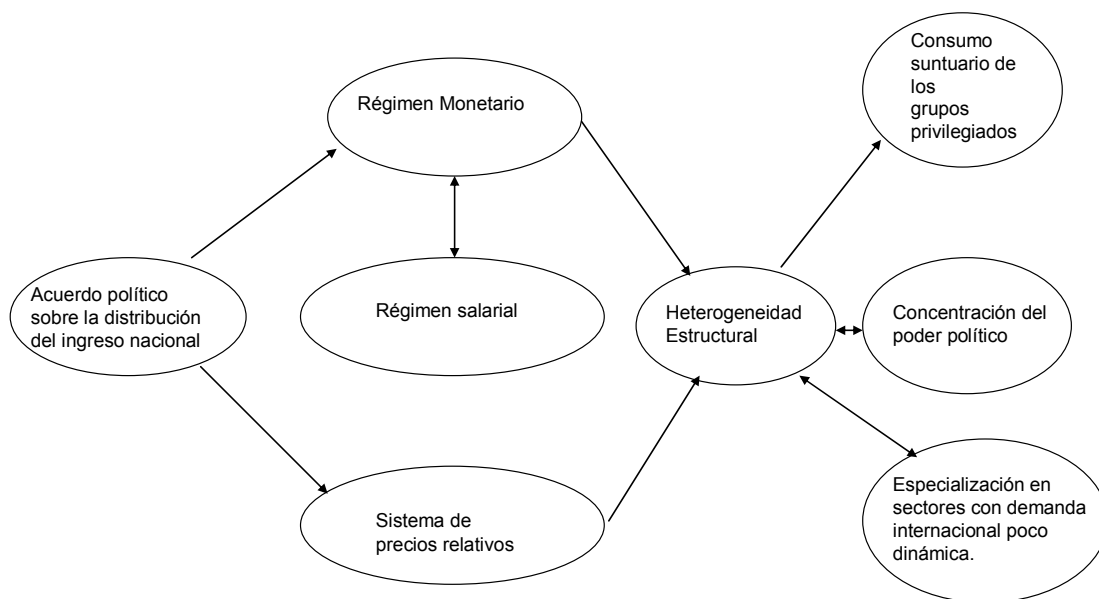 Consumo
suntuario de
los
grupos
privilegiados
Régimen Monetario
Acuerdo político
sobre la distribución
del ingreso nacional
Régimen salarial
Heterogeneidad
Estructural
Concentración del
poder político
Sistema de
precios relativos
Especialización en
sectores con demanda
internacional poco
dinámica.